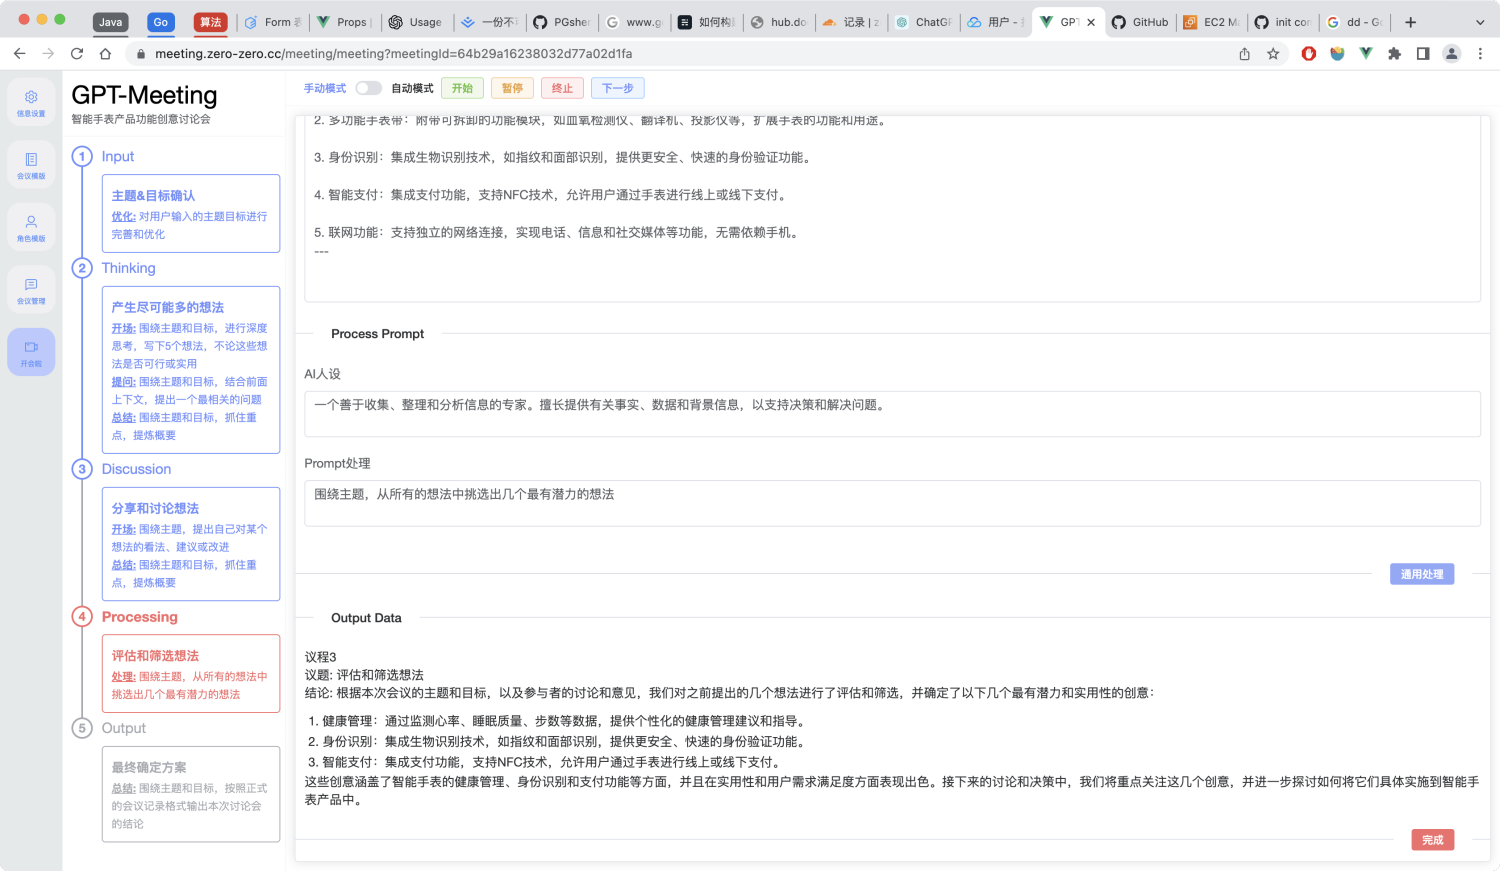 Java
Go
算法
Form
Props
Usage
一份不
PGsher
www.g
如何构
hub.do
记录 | z
ChatGF
用户 -
GPT
GitHub
EC2 M
init con
dd - G
meeting.zero-zero.cc/meeting/meeting?meetingId=64b29a16238032d77a02d1fa
信息设置
会议模版
角色模版
会议管理
开会啦
GPT-Meeting
智能手表产品功能创意讨论会
1 Input
主题&目标确认
优化: 对用户输入的主题目标进行
完善和优化
2 Thinking
产生尽可能多的想法
开场: 围绕主题和目标，进行深度
思考，写下5个想法，不论这些想
法是否可行或实用
提问: 围绕主题和目标，结合前面
上下文，提出一个最相关的问题
总结: 围绕主题和目标，抓住重
点，提炼概要
3 Discussion
分享和讨论想法
开场: 围绕主题，提出自己对某个
想法的看法、建议或改进
总结: 围绕主题和目标，抓住重
点，提炼概要
4 Processing
评估和筛选想法
处理: 围绕主题，从所有的想法中
挑选出几个最有潜力的想法
5 Output
最终确定方案
总结: 围绕主题和目标，按照正式
的会议记录格式输出本次讨论会
的结论
手动模式 自动模式 开始 暂停 终止 下一步
2. 多功能手表带：附带可拆卸的功能模块，如血氧检测仪、翻译机、投影仪等，扩展手表的功能和用途。
3. 身份识别：集成生物识别技术，如指纹和面部识别，提供更安全、快速的身份验证功能。
4. 智能支付：集成支付功能，支持NFC技术，允许用户通过手表进行线上或线下支付。
5. 联网功能：支持独立的网络连接，实现电话、信息和社交媒体等功能，无需依赖手机。
---
Process Prompt
AI人设
一个善于收集、整理和分析信息的专家。擅长提供有关事实、数据和背景信息，以支持决策和解决问题。
Prompt处理
围绕主题，从所有的想法中挑选出几个最有潜力的想法
通用处理
Output Data
议程3
议题: 评估和筛选想法
结论: 根据本次会议的主题和目标，以及参与者的讨论和意见，我们对之前提出的几个想法进行了评估和筛选，并确定了以下几个最有潜力和实用性的创意：
1. 健康管理：通过监测心率、睡眠质量、步数等数据，提供个性化的健康管理建议和指导。
2. 身份识别：集成生物识别技术，如指纹和面部识别，提供更安全、快速的身份验证功能。
3. 智能支付：集成支付功能，支持NFC技术，允许用户通过手表进行线上或线下支付。
这些创意涵盖了智能手表的健康管理、身份识别和支付功能等方面，并且在实用性和用户需求满足度方面表现出色。接下来的讨论和决策中，我们将重点关注这几个创意，并进一步探讨如何将它们具体实施到智能手
表产品中。
完成